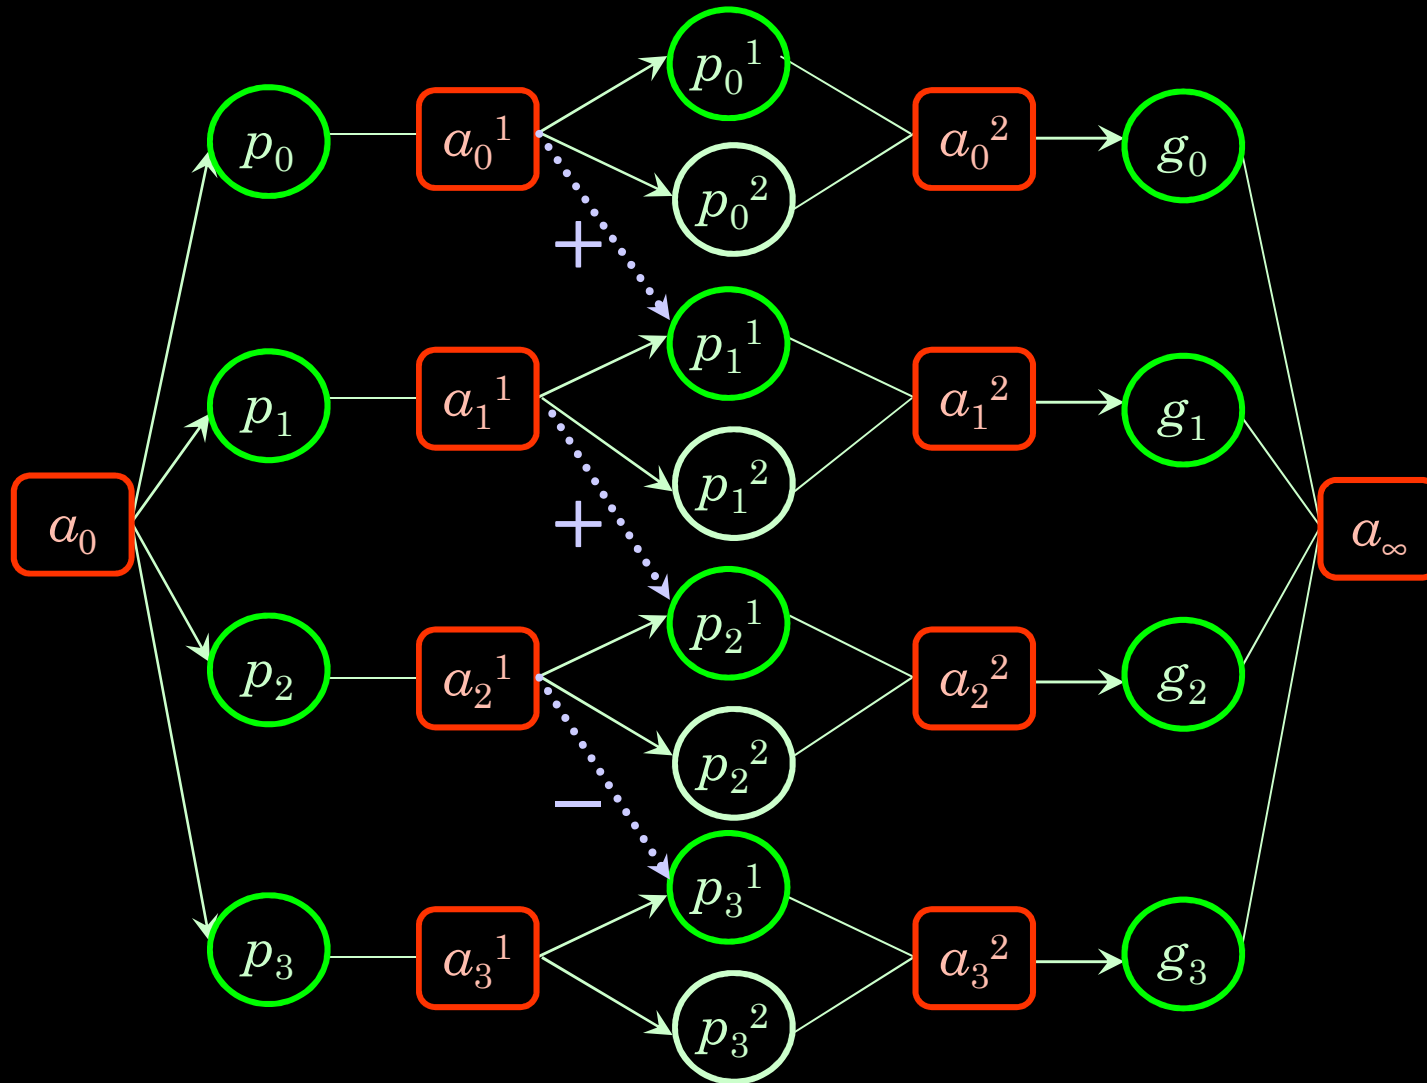 p₀ a₀¹ p₀¹ a₀² g₀
p₀²
+
p₁ a₁¹ p₁¹ a₁² g₁
p₁²
a₀ + a∞
p₂ a₂¹ p₂¹ a₂² g₂
p₂²
−
p₃ a₃¹ p₃¹ a₃² g₃
p₃²